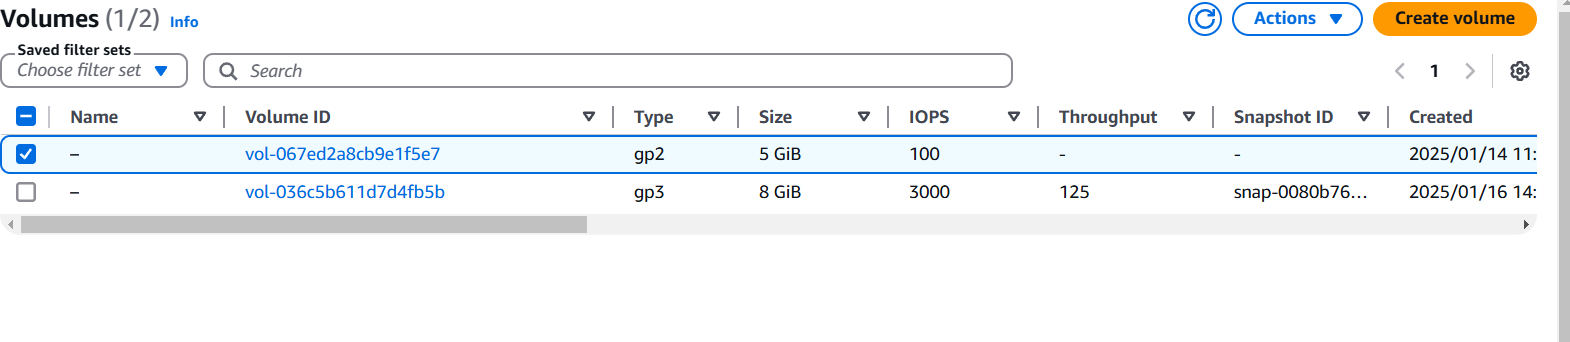 Volumes (1/2) Info Actions Create volume
Saved filter sets
Choose filter set Search 1
Name Volume ID Type Size IOPS Throughput Snapshot ID Created
– vol-067ed2a8cb9e1f5e7 gp2 5 GiB 100 - - 2025/01/14 11:
– vol-036c5b611d7d4fb5b gp3 8 GiB 3000 125 snap-0080b76... 2025/01/16 14: